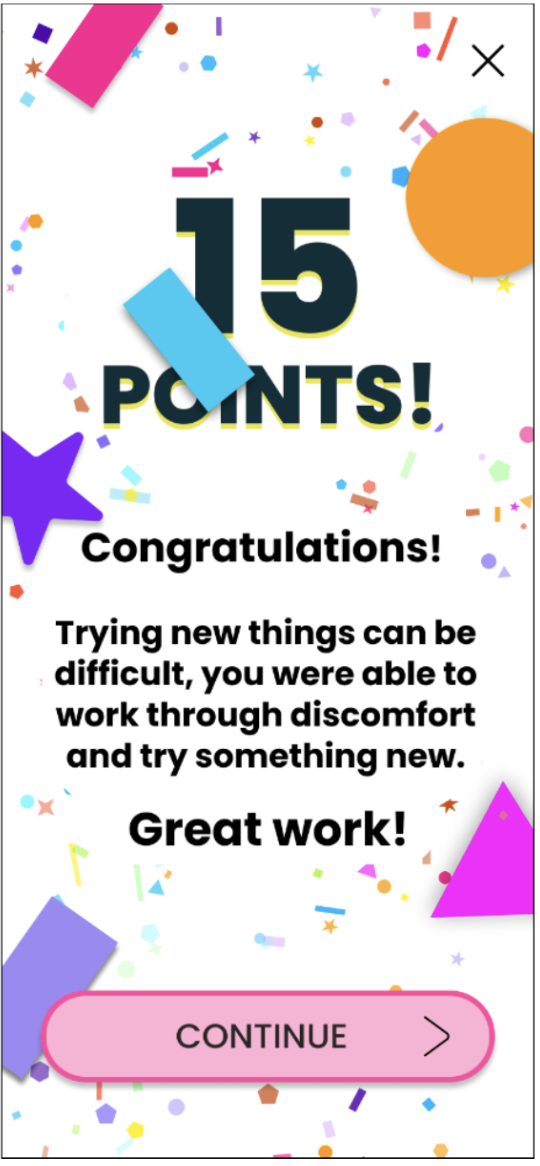 15
POINTS!
Congratulations!
Trying new things can be
difficult, you were able to
work through discomfort
and try something new.
Great work!
CONTINUE